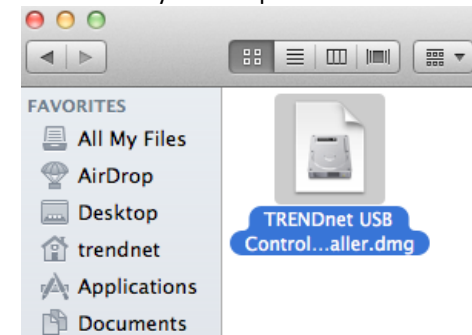 FAVORITES
All My Files
AirDrop
Desktop
trendnet
Applications
Documents
TRENDnet USB
Control...aller.dmg